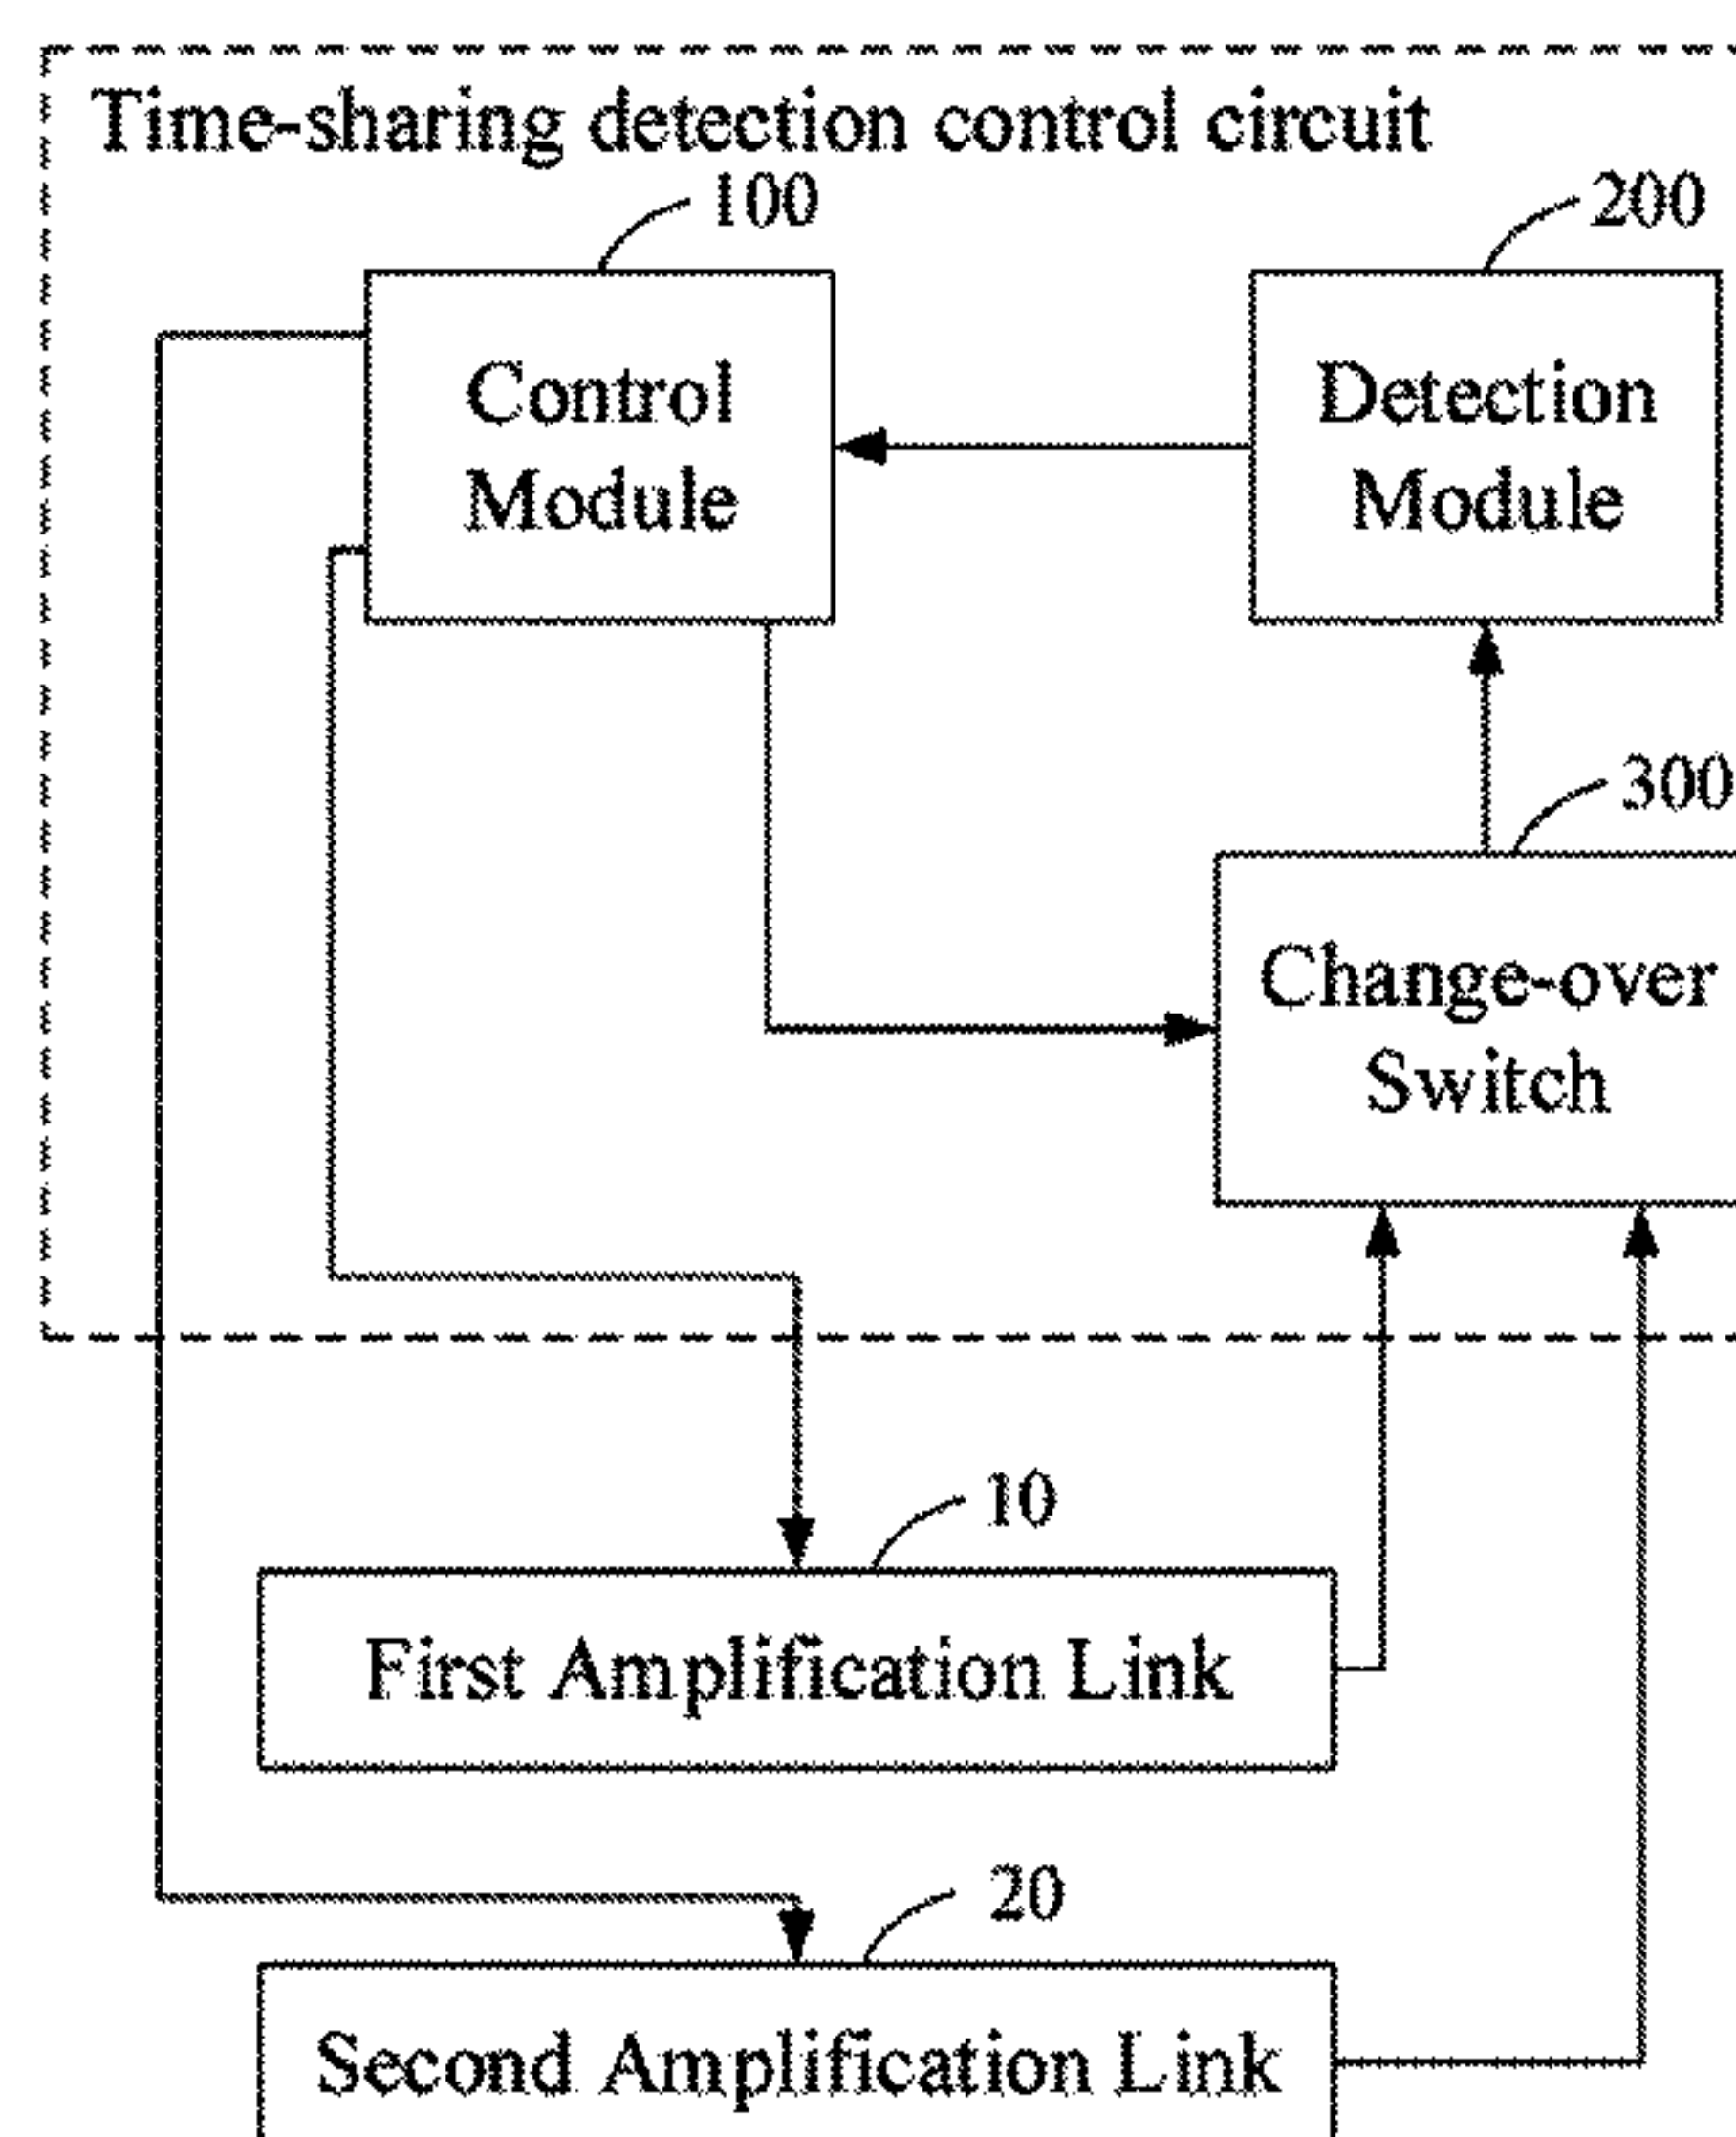 Time-sharing detection control circuit
100
200
Control
Module
Detection
Module
300
Change-over
Switch
10
First Amplification Link
20
Second Amplification Link